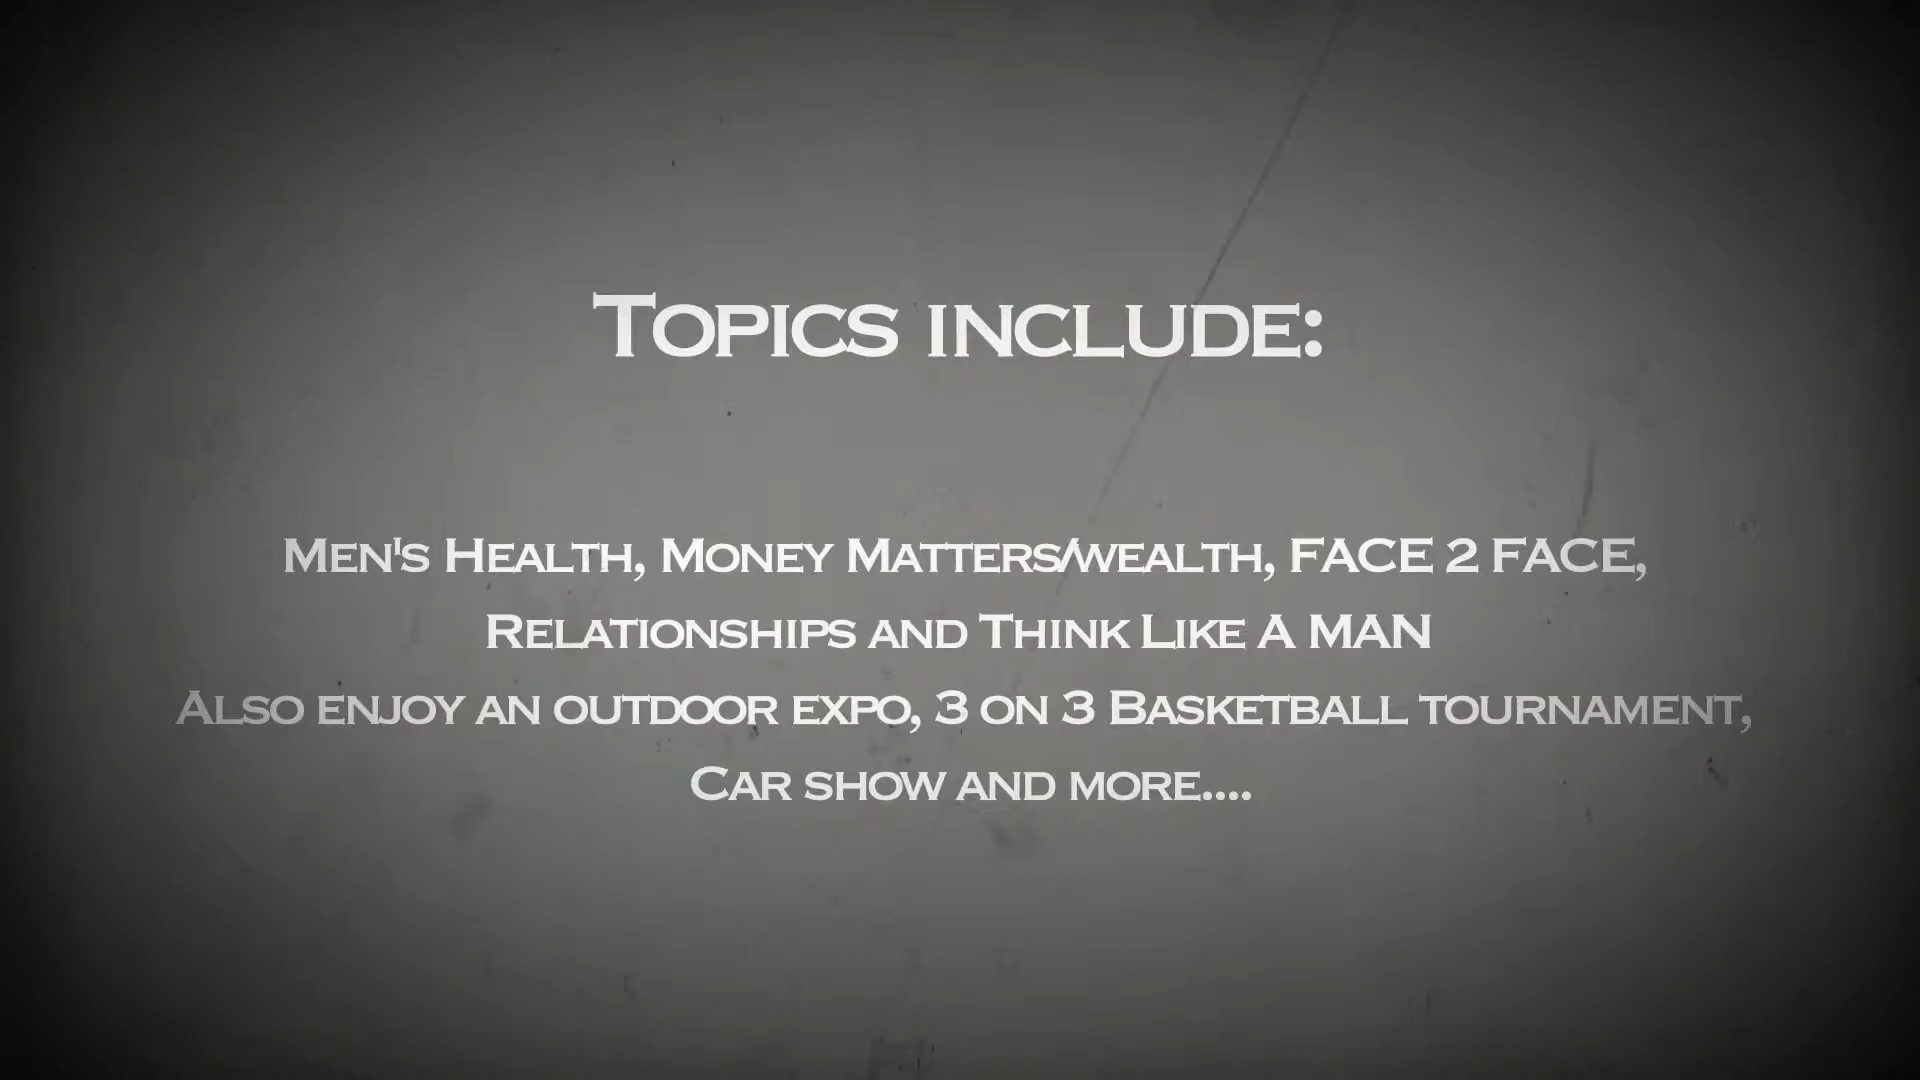 Topics include:
Men's Health, Money Matters/wealth, FACE 2 FACE,
Relationships and Think Like A MAN
Also enjoy an outdoor expo, 3 on 3 Basketball tournament,
Car show and more....